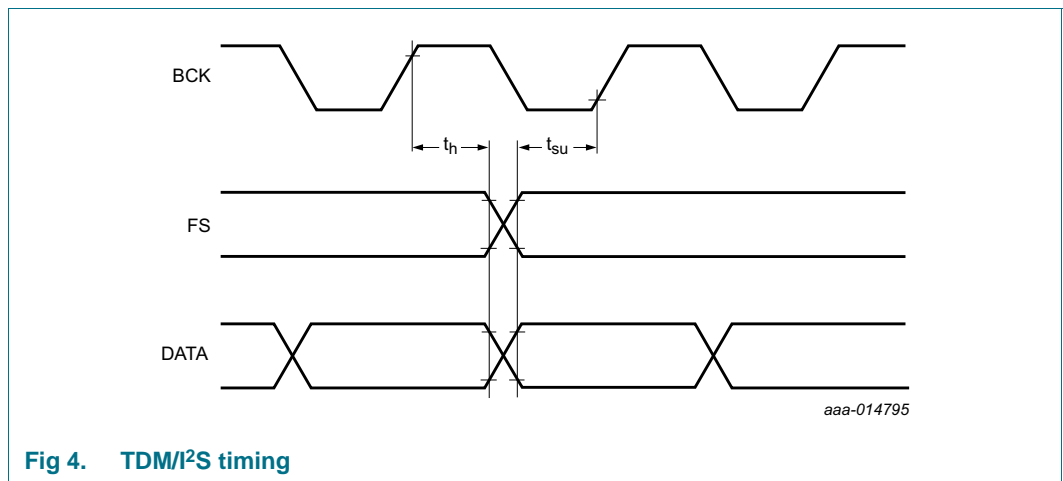 BCK
th
tsu
FS
DATA
aaa-014795
Fig 4. TDM/I²S timing